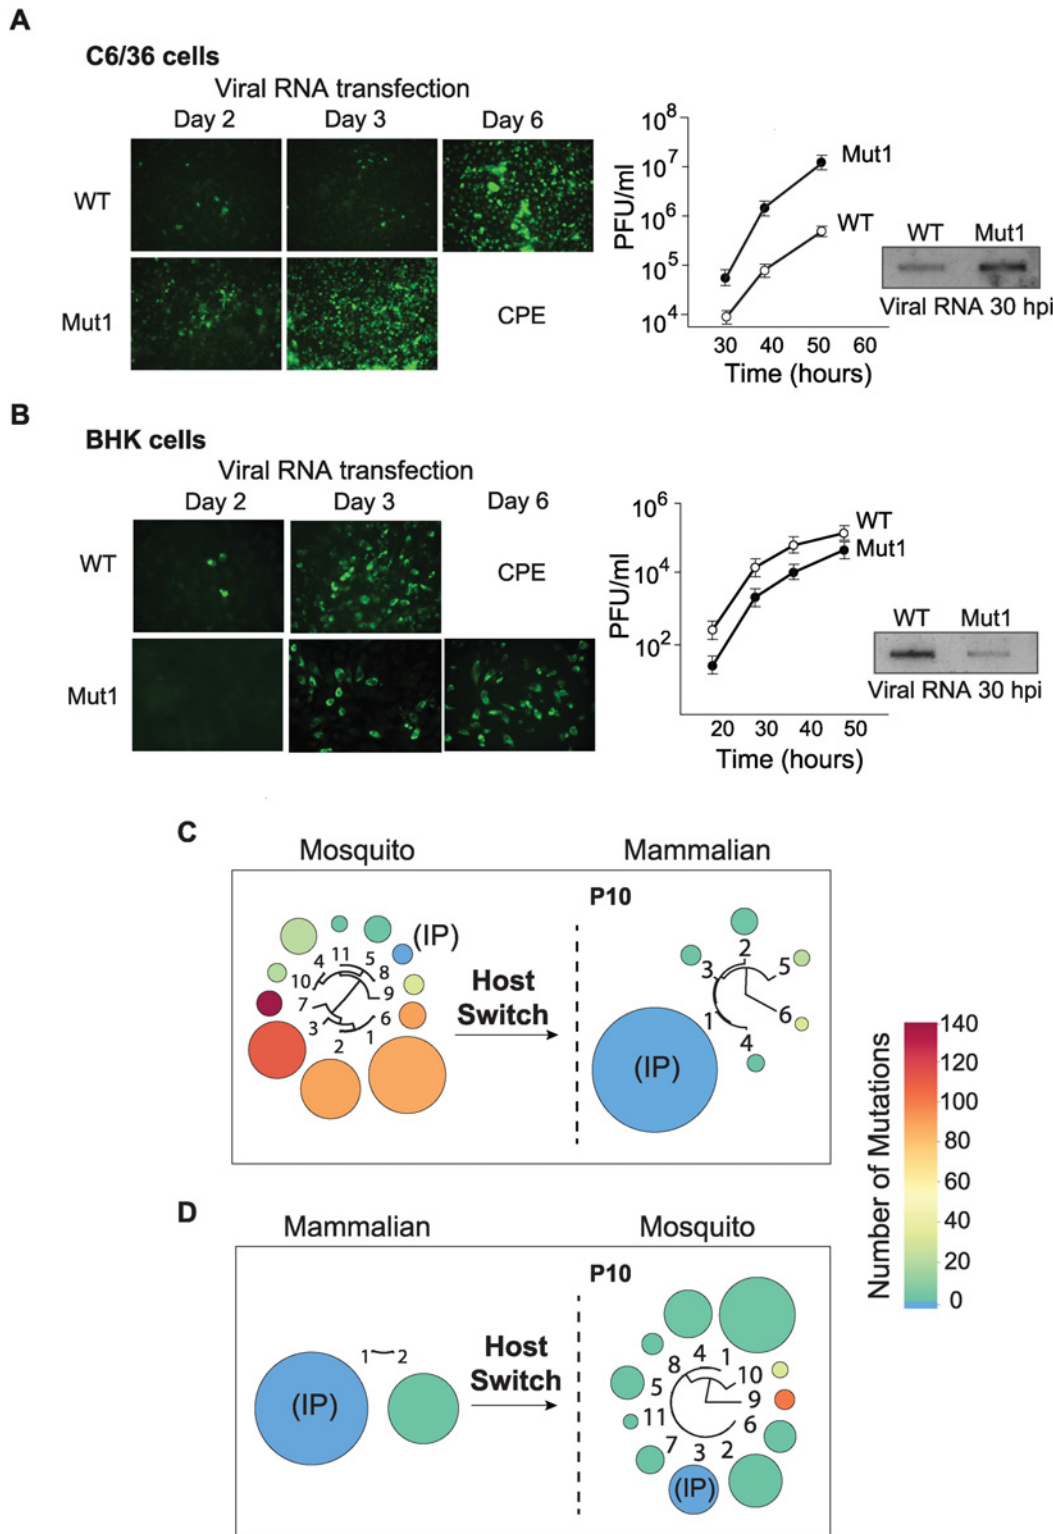 A
C6/36 cells
Viral RNA transfection
Day 2 Day 3 Day 6
WT
Mut1
CPE
10^8
10^7
10^6
10^5
10^4
PFU/ml
Mut1
WT
30 40 50 60
Time (hours)
WT Mut1
Viral RNA 30 hpi
B
BHK cells
Viral RNA transfection
Day 2 Day 3 Day 6
WT
CPE
Mut1
10^6
10^4
10^2
PFU/ml
WT
Mut1
20 30 40 50
Time (hours)
WT Mut1
Viral RNA 30 hpi
C
Mosquito
Mammalian
P10
(IP)
4 11 5
10 8
7 9
3 6
2 1
Host
Switch
2
3 5
1 6
4
(IP)
D
Mammalian
Mosquito
P10
1 2
(IP)
Host
Switch
4 1
8 10
5 9
11 6
7 3 2
(IP)
Number of Mutations
140
120
100
80
60
40
20
0